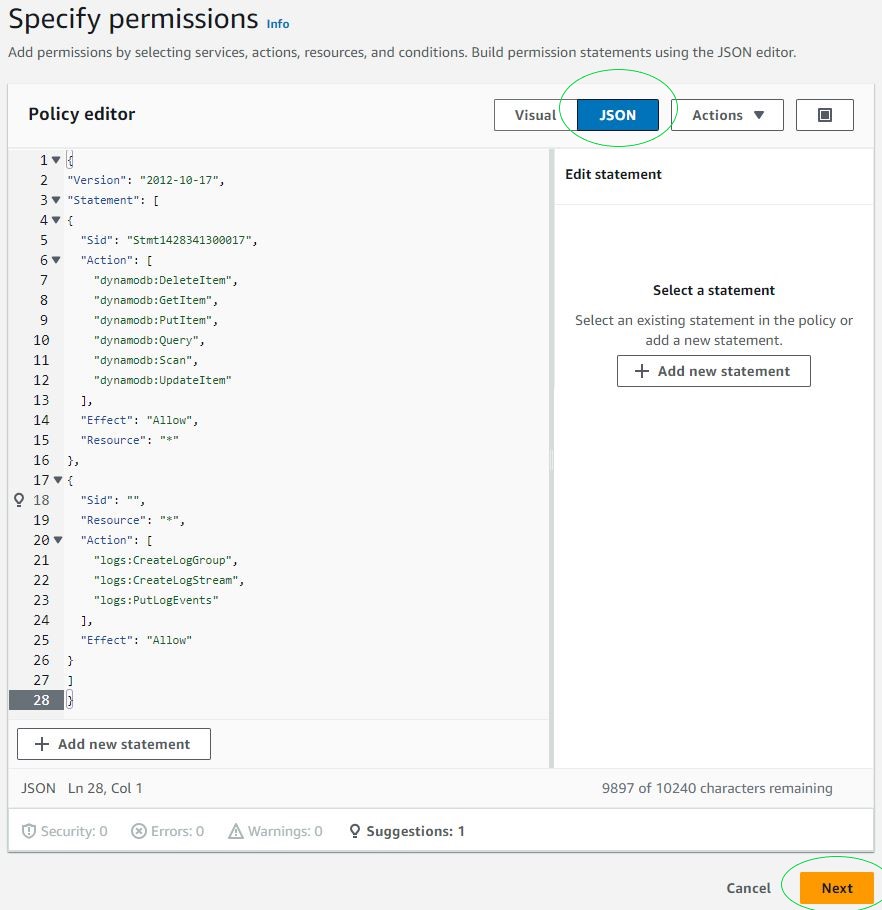 Specify permissions Info
Add permissions by selecting services, actions, resources, and conditions. Build permission statements using the JSON editor.
Policy editor
Visual JSON Actions
1 {
2 "Version": "2012-10-17",
3 "Statement": [
4 {
5 "Sid": "Stmt1428341300017",
6 "Action": [
7 "dynamodb:DeleteItem",
8 "dynamodb:GetItem",
9 "dynamodb:PutItem",
10 "dynamodb:Query",
11 "dynamodb:Scan",
12 "dynamodb:UpdateItem"
13 ],
14 "Effect": "Allow",
15 "Resource": "*"
16 },
17 {
18 "Sid": "",
19 "Resource": "*",
20 "Action": [
21 "logs:CreateLogGroup",
22 "logs:CreateLogStream",
23 "logs:PutLogEvents"
24 ],
25 "Effect": "Allow"
26 }
27 ]
28 }
+ Add new statement
Edit statement
Select a statement
Select an existing statement in the policy or
add a new statement.
+ Add new statement
JSON Ln 28, Col 1
9897 of 10240 characters remaining
Security: 0 Errors: 0 Warnings: 0 Suggestions: 1
Cancel Next